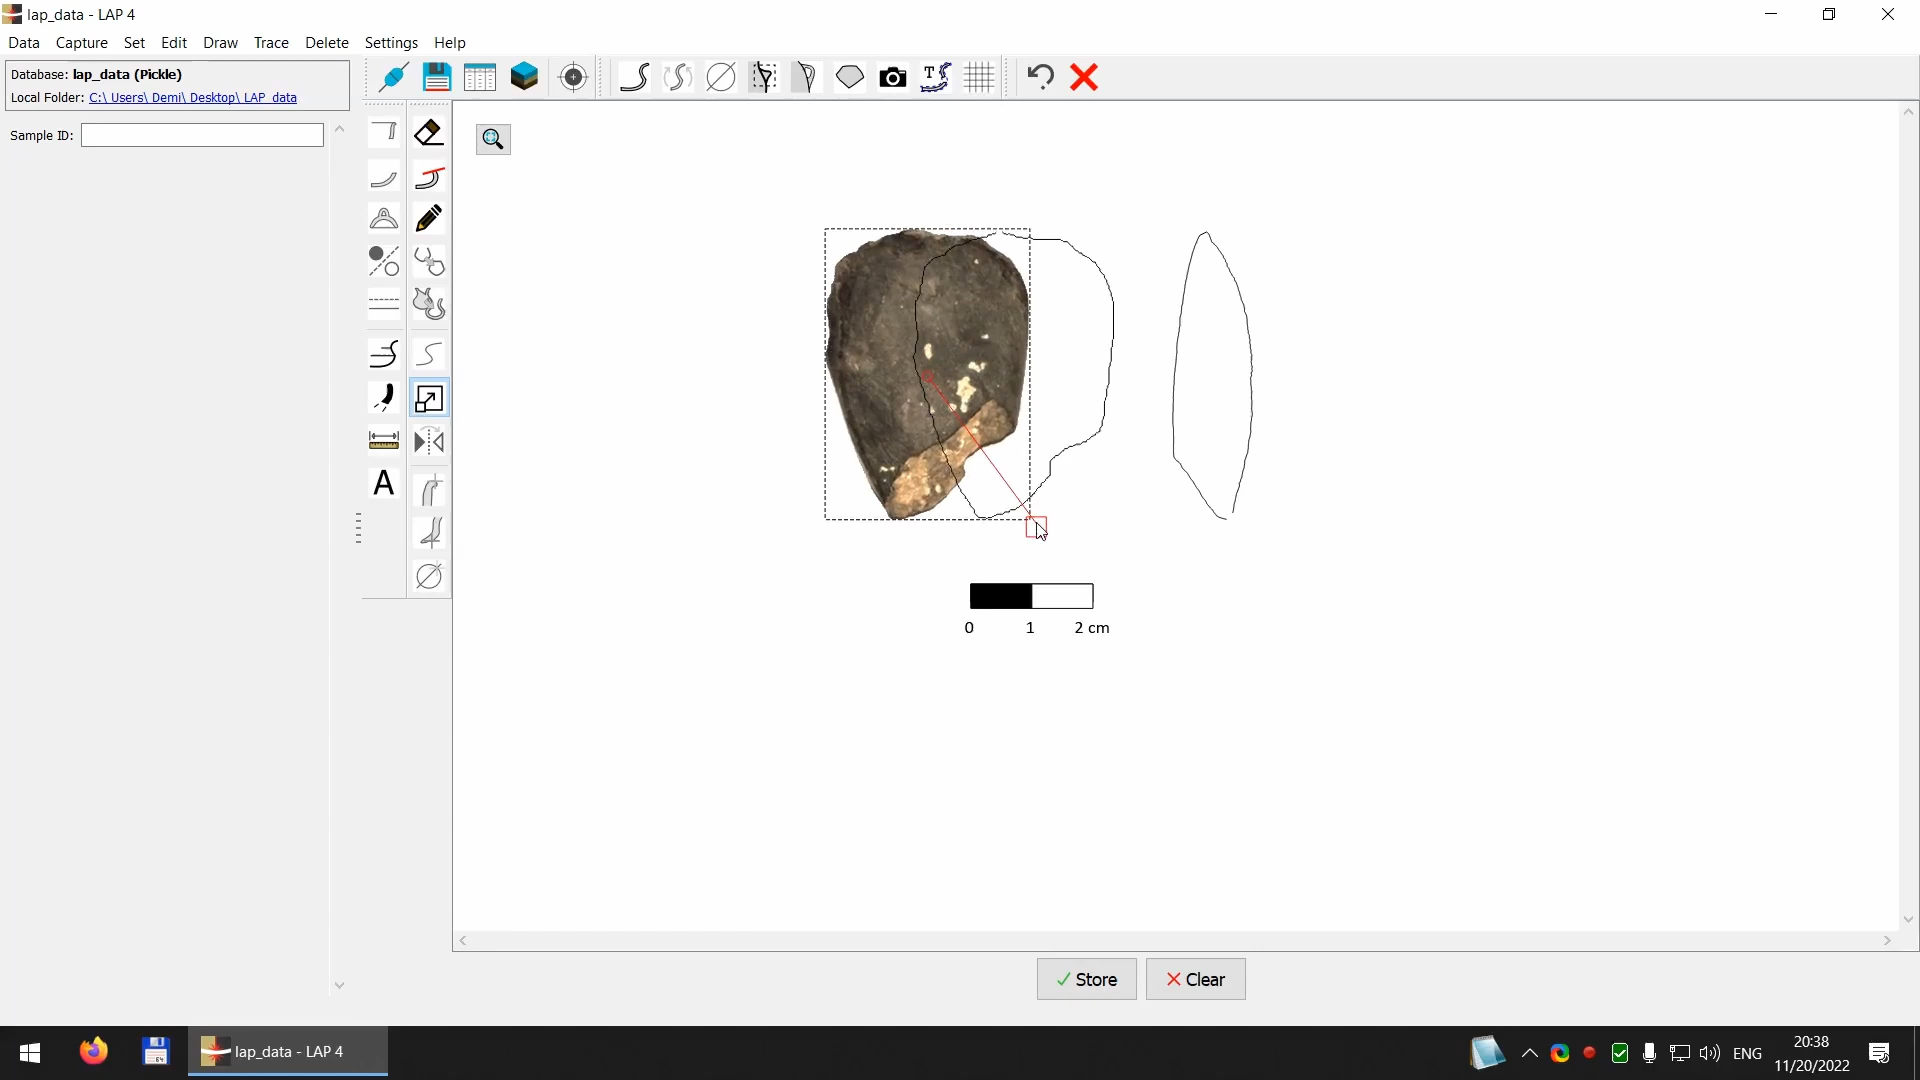 lap_data - LAP 4
Data Capture Set Edit Draw Trace Delete Settings Help
Database: lap_data (Pickle)
Local Folder: C:\ Users\ Demi\ Desktop\ LAP_data
Sample ID:
T
A
0 1 2 cm
Store Clear
64
lap_data - LAP 4
ENG
20:38
11/20/2022